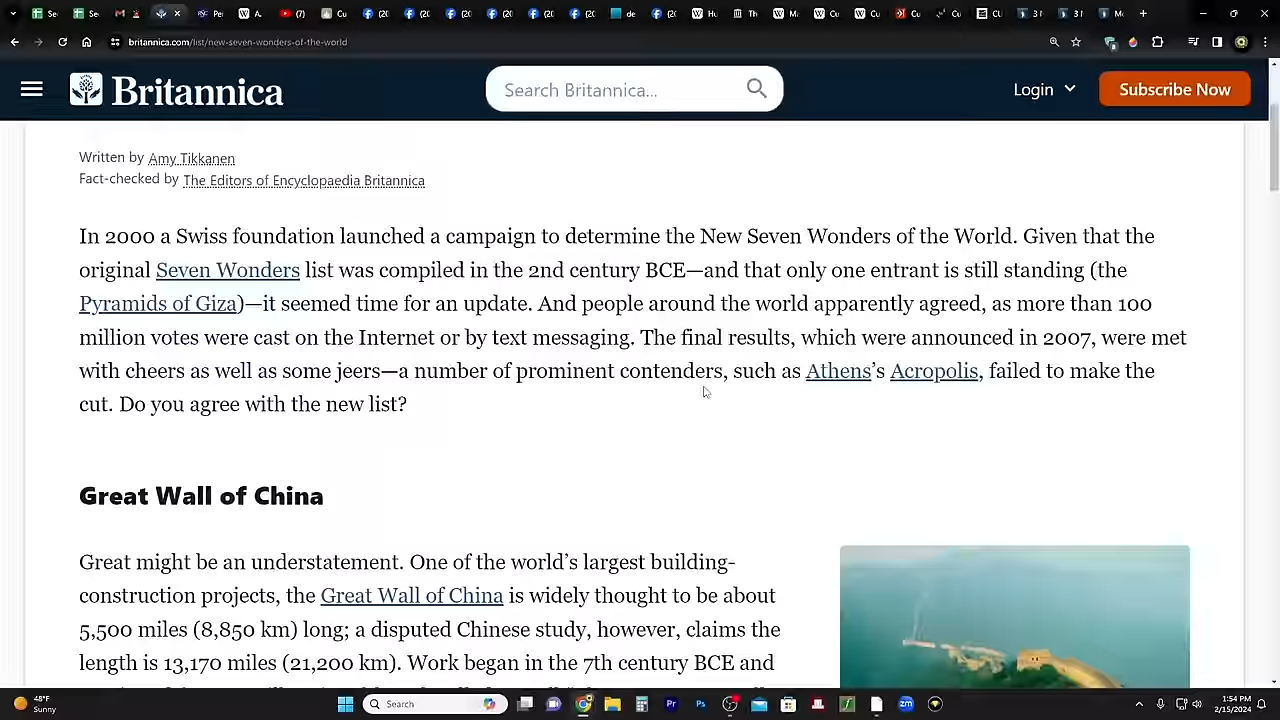 britannica.com/list/new-seven-wonders-of-the-world
Britannica
Search Britannica...
Login
Subscribe Now
Written by Amy Tikkanen
Fact-checked by The Editors of Encyclopaedia Britannica
In 2000 a Swiss foundation launched a campaign to determine the New Seven Wonders of the World. Given that the
original Seven Wonders list was compiled in the 2nd century BCE—and that only one entrant is still standing (the
Pyramids of Giza)—it seemed time for an update. And people around the world apparently agreed, as more than 100
million votes were cast on the Internet or by text messaging. The final results, which were announced in 2007, were met
with cheers as well as some jeers—a number of prominent contenders, such as Athens's Acropolis, failed to make the
cut. Do you agree with the new list?
Great Wall of China
Great might be an understatement. One of the world's largest building-
construction projects, the Great Wall of China is widely thought to be about
5,500 miles (8,850 km) long; a disputed Chinese study, however, claims the
length is 13,170 miles (21,200 km). Work began in the 7th century BCE and
48°F
Sunny
Search
1:54 PM
2/15/2024